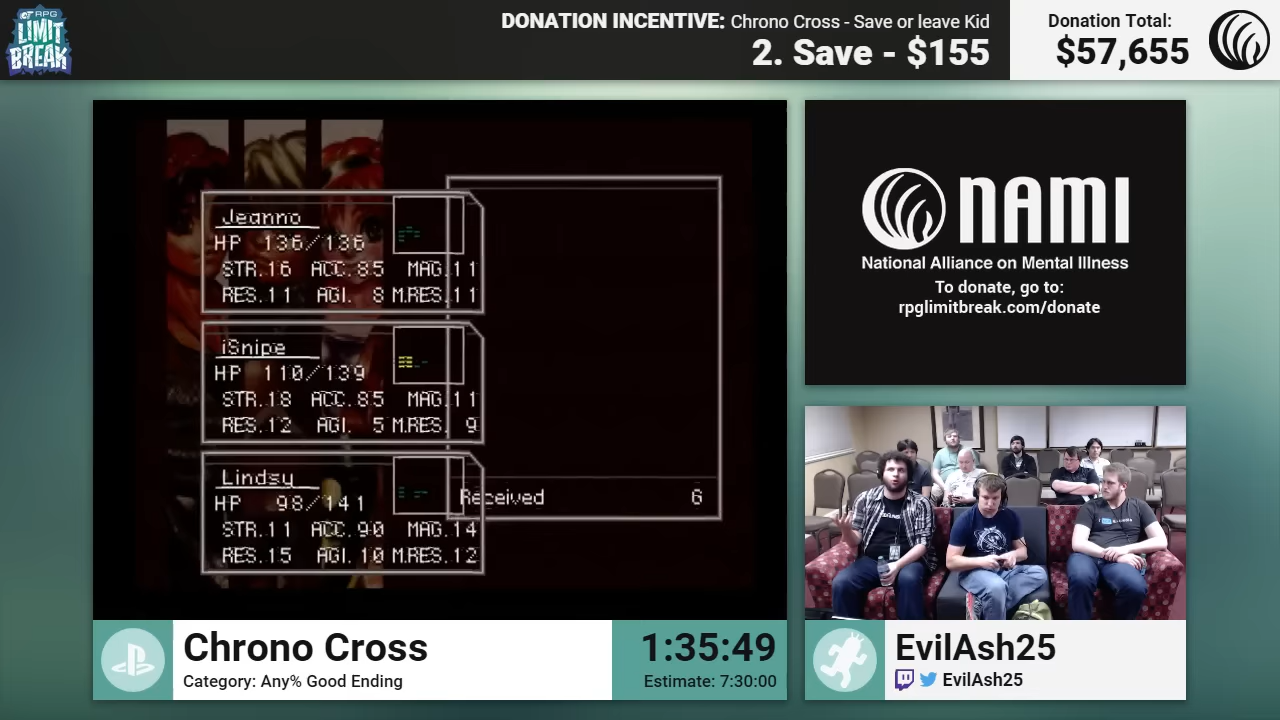 RPG
LIMIT
BREAK
DONATION INCENTIVE: Chrono Cross - Save or leave Kid
2. Save - $155
Donation Total:
$57,655
Jeanno
HP 136/136
STR.16 ACC.85 MAG.11
RES.11 AGI. 8 M.RES.11
iSnipe
HP 110/139
STR.18 ACC.85 MAG.11
RES.12 AGI. 5 M.RES. 9
Lindsy
HP 98/141
STR.11 ACC.90 MAG.14
RES.15 AGI.10 M.RES.12
Received 6
NAMI
National Alliance on Mental Illness
To donate, go to:
rpglimitbreak.com/donate
Chrono Cross
Category: Any% Good Ending
1:35:49
Estimate: 7:30:00
EvilAsh25
EvilAsh25